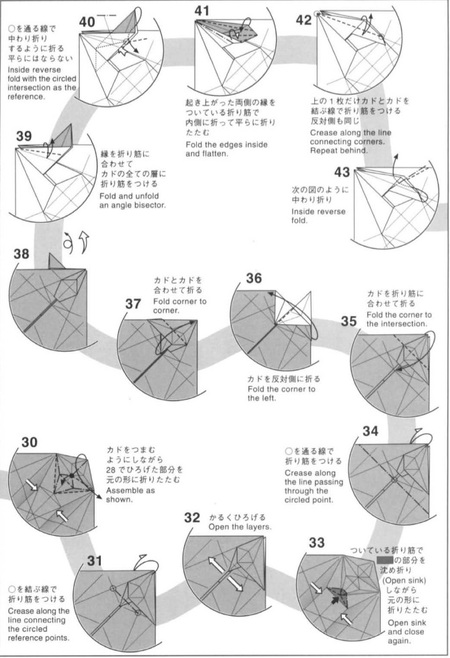 40
○を通る線で
中わり折り
するように折る
平らにはならない
Inside reverse
fold with the circled
intersection as the
reference.
41
起き上がった両側の縁を
ついている折り筋で
内側に折って平らに折り
たたむ
Fold the edges inside
and flatten.
42
上の1枚だけカドとカドを
結ぶ線で折り筋をつける
反対側も同じ
Crease along the line
connecting corners.
Repeat behind.
39
縁を折り筋に
合わせて
カドの全ての層に
折り筋をつける
Fold and unfold
an angle bisector.
43
次の図のように
中わり折り
Inside reverse
fold.
38
37
カドとカドを
合わせて折る
Fold corner to
corner.
36
カドを反対側に折る
Fold the corner to
the left.
35
カドを折り筋に
合わせて折る
Fold the corner to
the intersection.
30
カドをつまむ
ようにしながら
28でひろげた部分を
元の形に折りたたむ
Assemble as
shown.
34
○を通る線で
折り筋をつける
Crease along
the line passing
through the
circled point.
31
○を結ぶ線で
折り筋をつける
Crease along the
line connecting
the circled
reference points.
32
かるくひろげる
Open the layers.
33
ついている折り筋で
の部分を
沈め折り
(Open sink)
しながら
元の形に
折りたたむ
Open sink
and close
again.